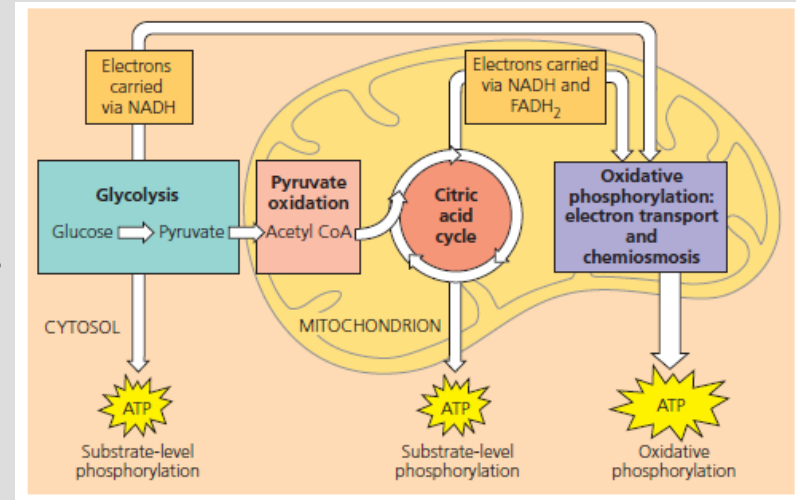 Electrons
carried
via NADH
Electrons carried
via NADH and
FADH₂
Glycolysis
Glucose
Pyruvate
Pyruvate
oxidation
Acetyl CoA
Citric
acid
cycle
Oxidative
phosphorylation:
electron transport
and
chemiosmosis
CYTOSOL
MITOCHONDRION
ATP
ATP
ATP
Substrate-level
phosphorylation
Substrate-level
phosphorylation
Oxidative
phosphorylation